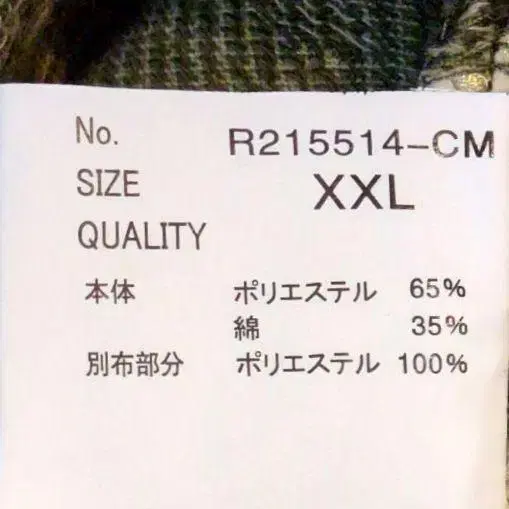 No. R215514-CM
SIZE XXL
QUALITY
本体 ポリエステル 65%
綿 35%
別布部分 ポリエステル 100%